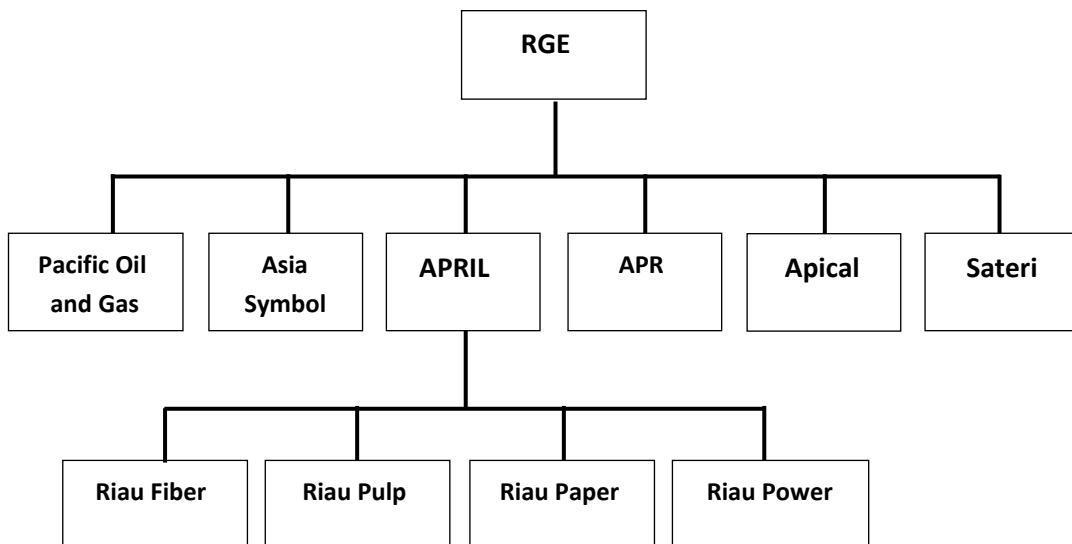 RGE
Pacific Oil
and Gas
Asia
Symbol
APRIL
APR
Apical
Sateri
Riau Fiber
Riau Pulp
Riau Paper
Riau Power